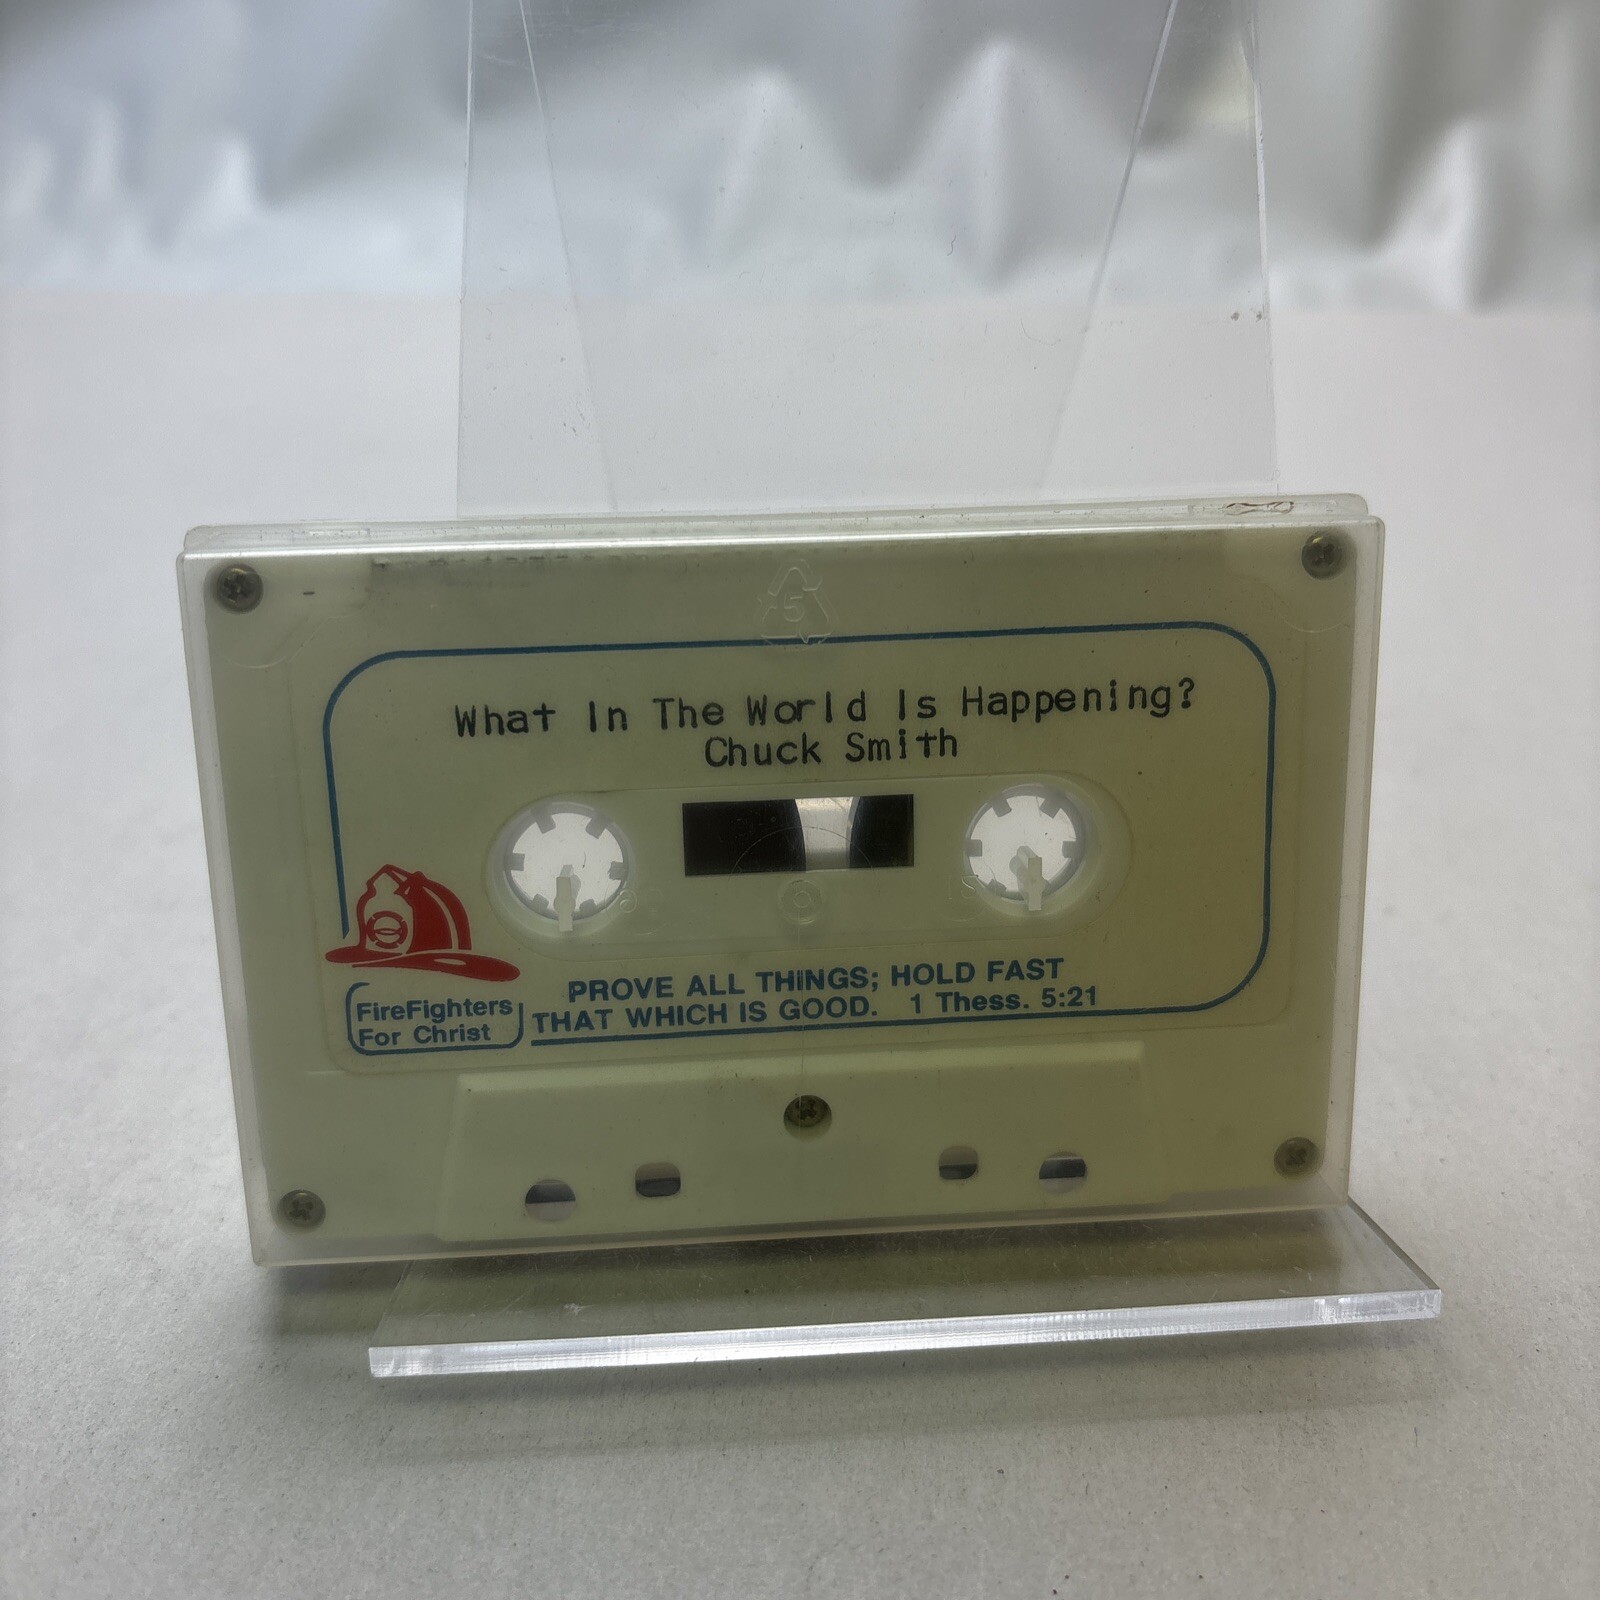 5
What In The World Is Happening?
Chuck Smith
PROVE ALL THINGS; HOLD FAST
THAT WHICH IS GOOD. 1 Thess. 5:21
FireFighters
For Christ